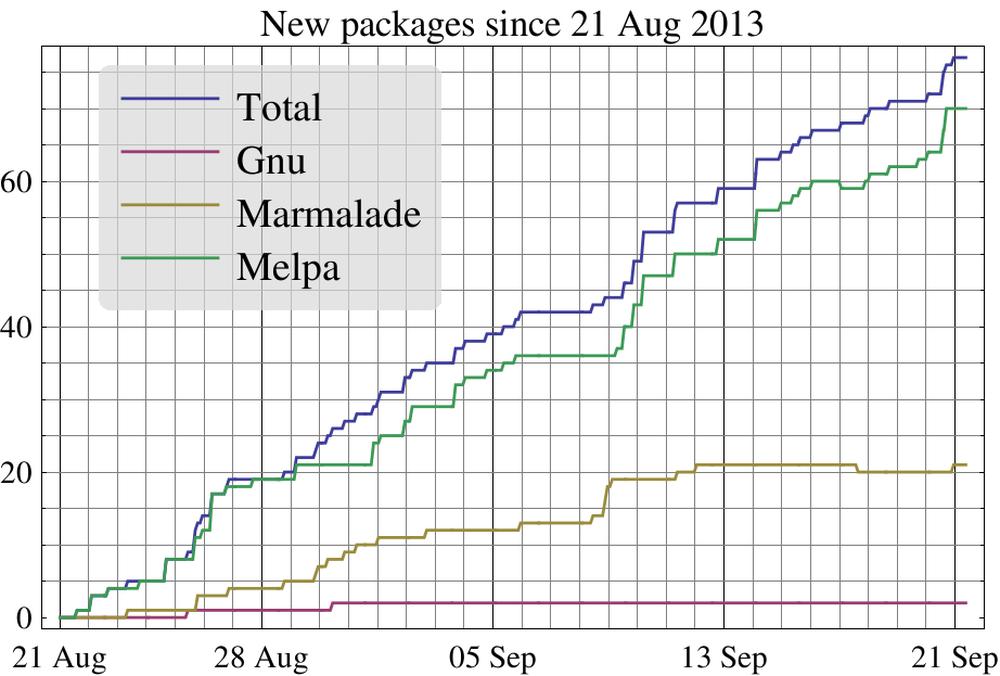 New packages since 21 Aug 2013
Total
Gnu
Marmalade
Melpa
60
40
20
0
21 Aug 28 Aug 05 Sep 13 Sep 21 Sep